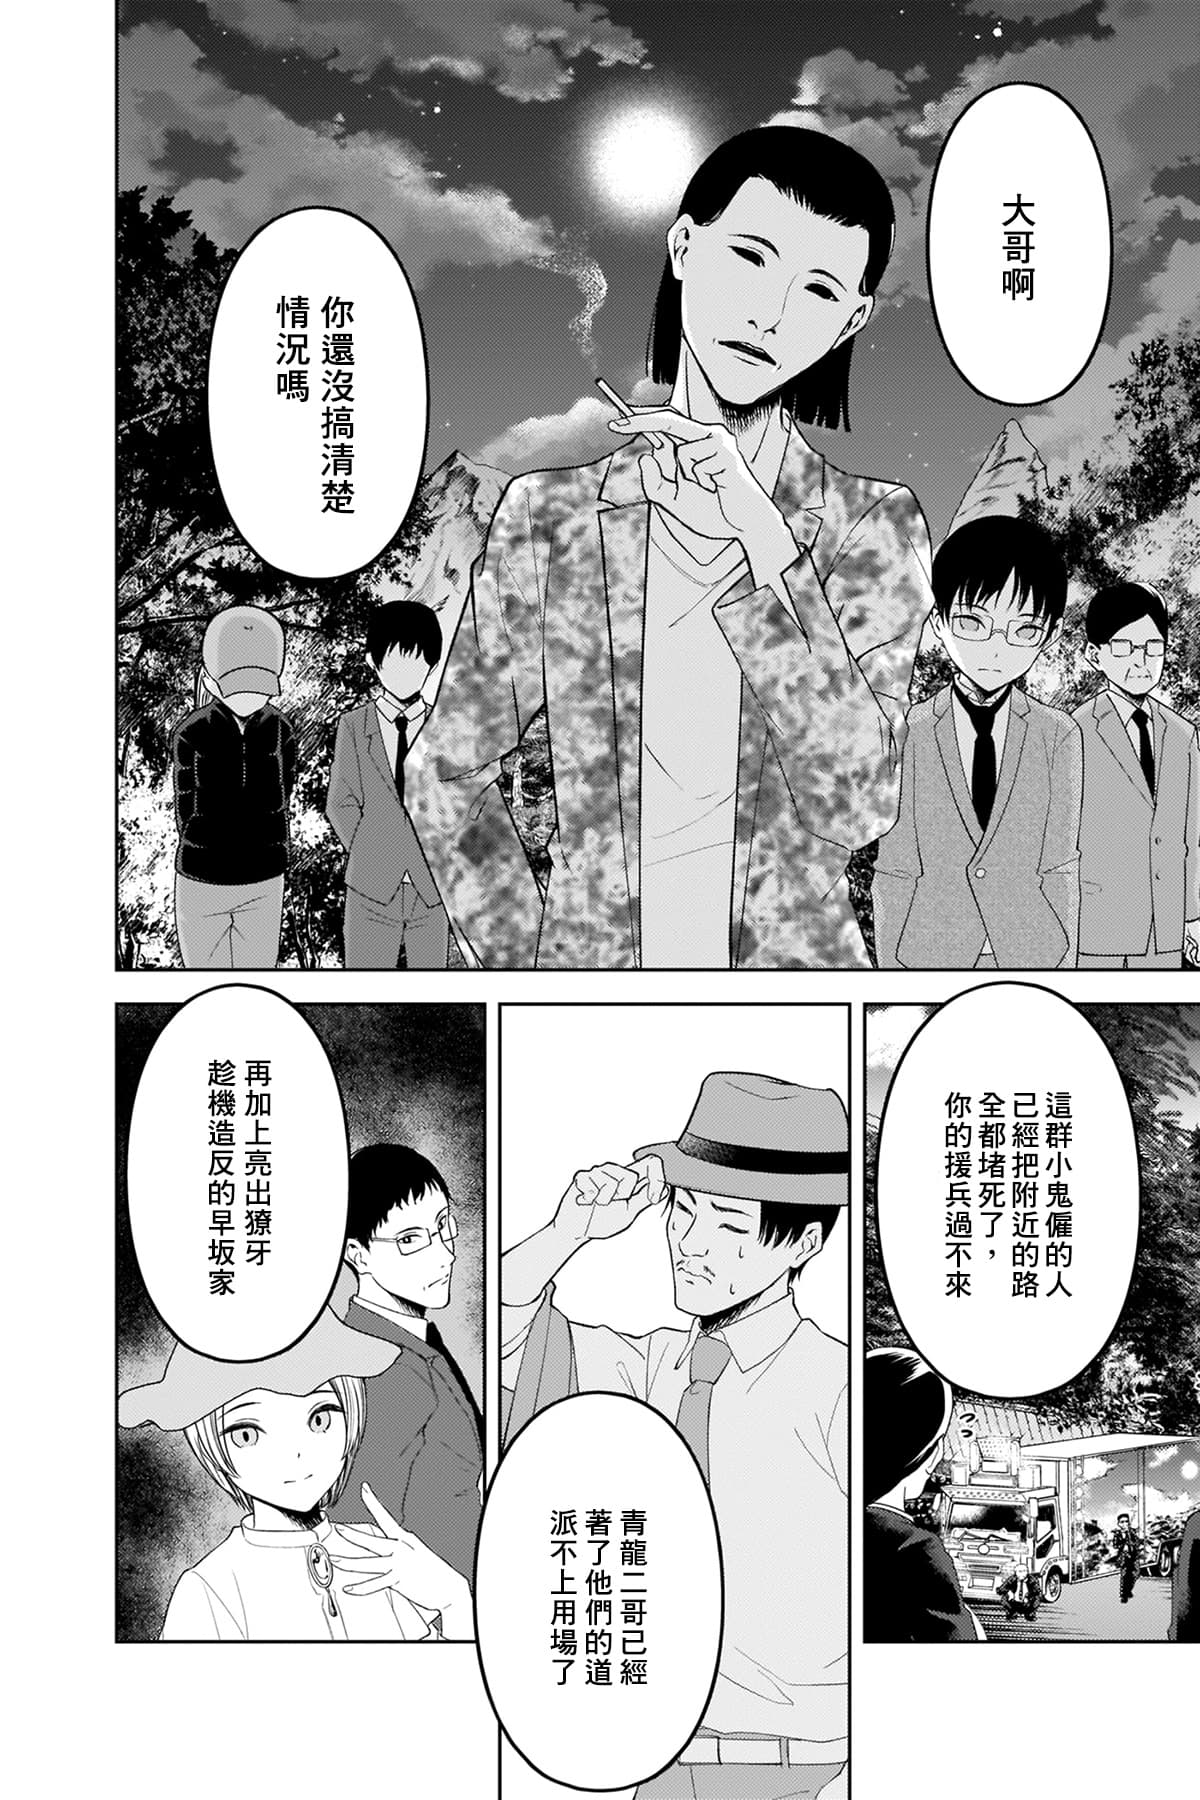 大哥啊
你還沒搞清楚
情況嗎
這群小鬼僱的人
已經把附近的路
全都堵死了，
你的援兵過不來
青龍二哥已經
著了他們的道
派不上用場了
再加上亮出獠牙
趁機造反的早坂家